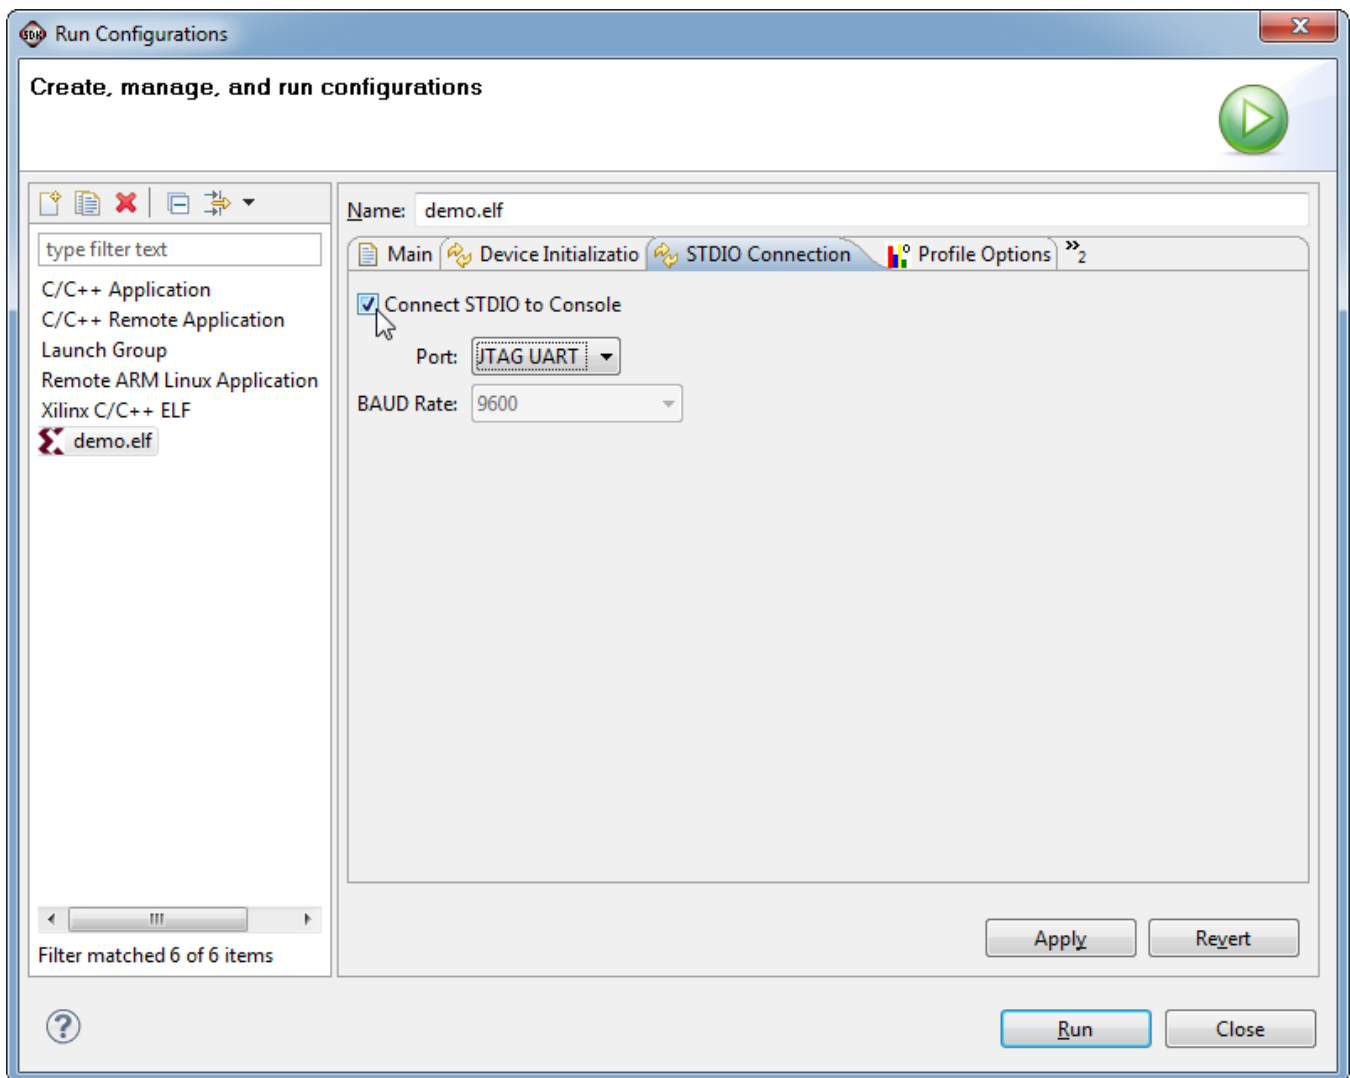 SDK Run Configurations
Create, manage, and run configurations
type filter text
C/C++ Application
C/C++ Remote Application
Launch Group
Remote ARM Linux Application
Xilinx C/C++ ELF
demo.elf
Filter matched 6 of 6 items
Name: demo.elf
Main Device Initializatio STDIO Connection Profile Options »2
Connect STDIO to Console
Port: JTAG UART
BAUD Rate: 9600
Apply Revert
Run Close